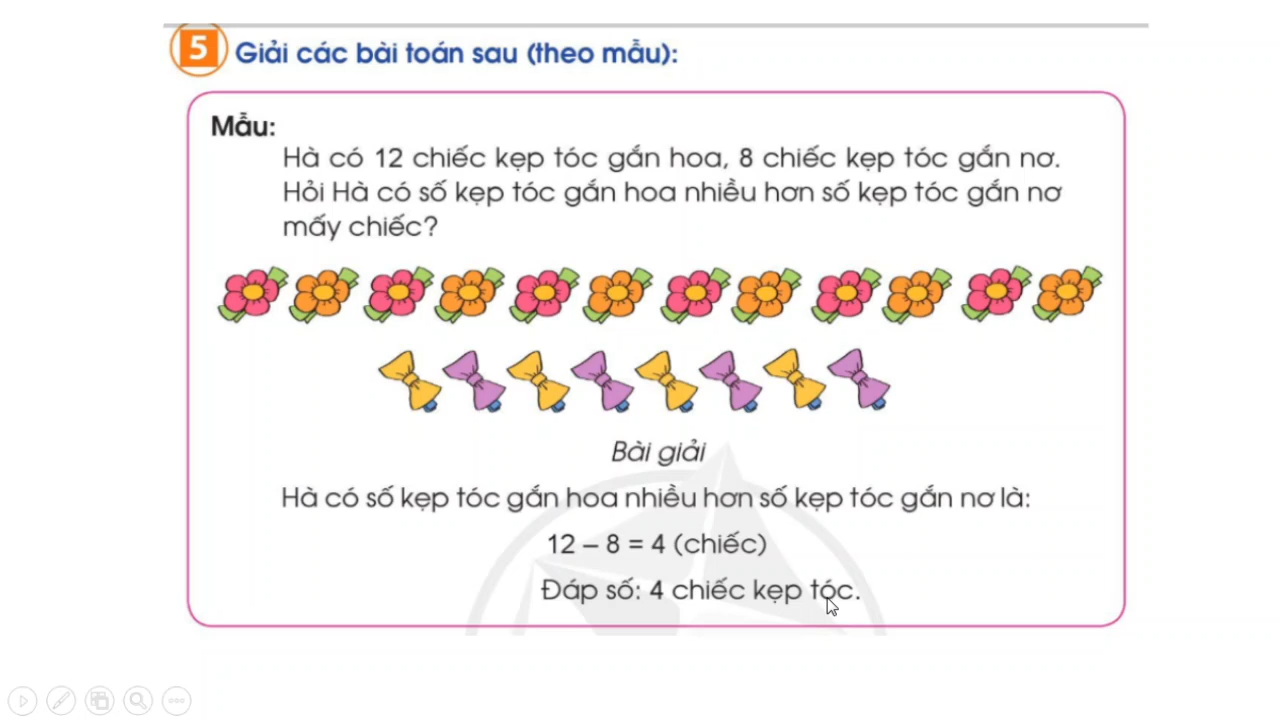 5 Giải các bài toán sau (theo mẫu):
Mẫu:
Hà có 12 chiếc kẹp tóc gắn hoa, 8 chiếc kẹp tóc gắn nơ.
Hỏi Hà có số kẹp tóc gắn hoa nhiều hơn số kẹp tóc gắn nơ
mấy chiếc?
Bài giải
Hà có số kẹp tóc gắn hoa nhiều hơn số kẹp tóc gắn nơ là:
12 – 8 = 4 (chiếc)
Đáp số: 4 chiếc kẹp tóc.